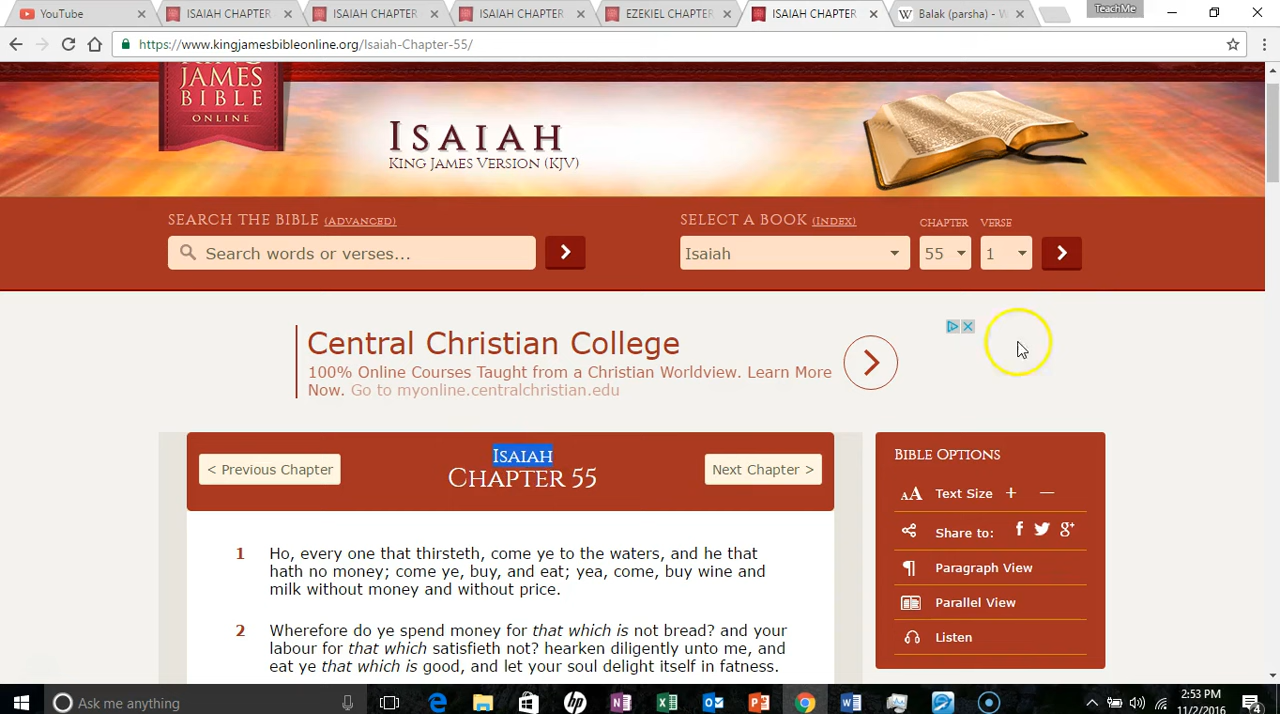 YouTube
ISAIAH CHAPTER
ISAIAH CHAPTER
ISAIAH CHAPTER
EZEKIEL CHAPTER
ISAIAH CHAPTER
Balak (parsha) - W
TeachMe
https://www.kingjamesbibleonline.org/Isaiah-Chapter-55/
KING
JAMES
BIBLE
ONLINE
ISAIAH
KING JAMES VERSION (KJV)
SEARCH THE BIBLE (ADVANCED)
Search words or verses...
SELECT A BOOK (INDEX)
CHAPTER
VERSE
Isaiah
55
1
Central Christian College
100% Online Courses Taught from a Christian Worldview. Learn More
Now. Go to myonline.centralchristian.edu
< Previous Chapter
ISAIAH
CHAPTER 55
Next Chapter >
1 Ho, every one that thirsteth, come ye to the waters, and he that
hath no money; come ye, buy, and eat; yea, come, buy wine and
milk without money and without price.
2 Wherefore do ye spend money for that which is not bread? and your
labour for that which satisfieth not? hearken diligently unto me, and
eat ye that which is good, and let your soul delight itself in fatness.
BIBLE OPTIONS
AA Text Size + —
Share to: f g+
Paragraph View
Parallel View
Listen
Ask me anything
2:53 PM
11/2/2016
4